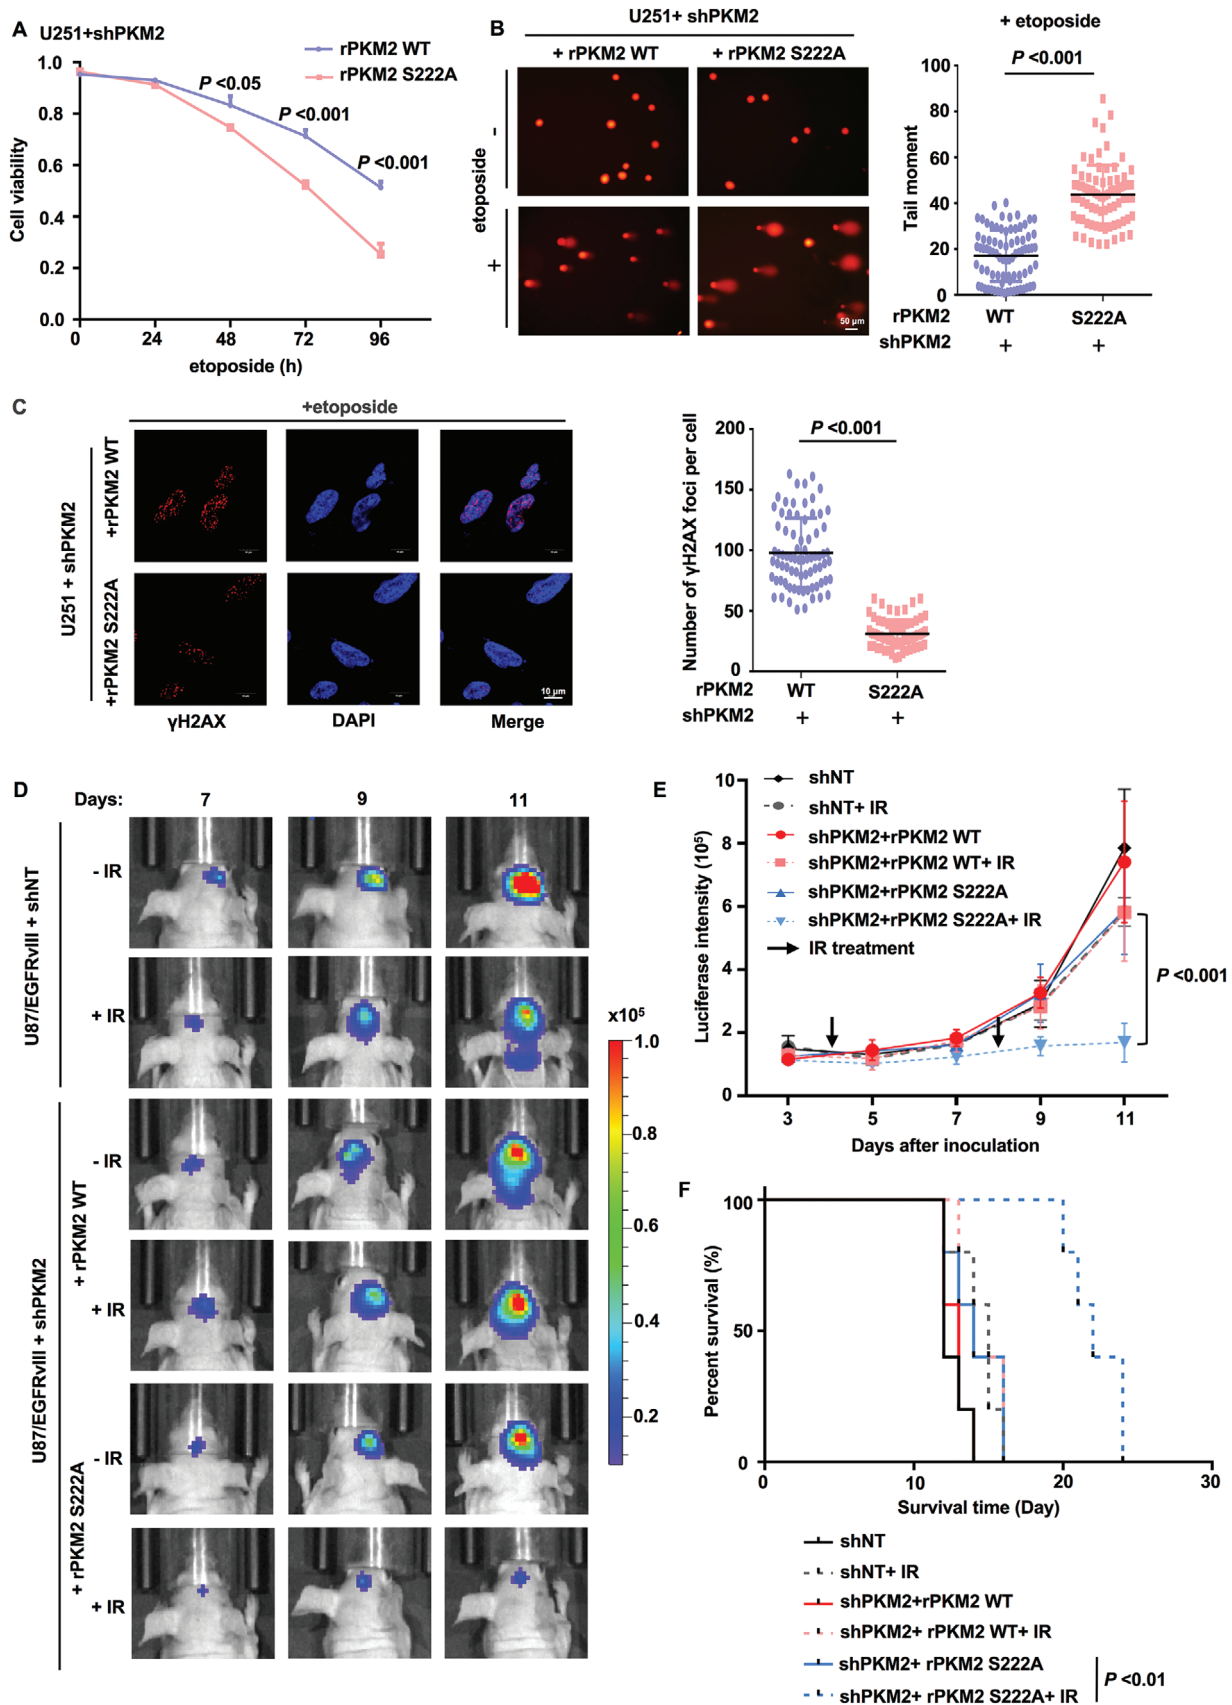 A
U251+shPKM2
rPKM2 WT
rPKM2 S222A
P <0.05
P <0.001
P <0.001
Cell viability
1.0
0.8
0.6
0.4
0.2
0.0
0 24 48 72 96
etoposide (h)
B
U251+ shPKM2
+ rPKM2 WT + rPKM2 S222A
etoposide
-
+
50 μm
+ etoposide
P <0.001
Tail moment
100
80
60
40
20
0
rPKM2 WT S222A
shPKM2 + +
C
+etoposide
U251 + shPKM2
+rPKM2 WT
+rPKM2 S222A
10 μm
γH2AX DAPI Merge
Number of γH2AX foci per cell
P <0.001
200
150
100
50
0
rPKM2 WT S222A
shPKM2 + +
D
Days: 7 9 11
U87/EGFRvIII + shNT
- IR
+ IR
U87/EGFRvIII + shPKM2
+ rPKM2 WT
- IR
+ IR
+ rPKM2 S222A
- IR
+ IR
x10⁵
1.0
0.8
0.6
0.4
0.2
E
shNT
shNT+ IR
shPKM2+rPKM2 WT
shPKM2+rPKM2 WT+ IR
shPKM2+rPKM2 S222A
shPKM2+rPKM2 S222A+ IR
IR treatment
P <0.001
Luciferase intensity (10⁵)
10
8
6
4
2
0
3 5 7 9 11
Days after inoculation
F
Percent survival (%)
100
50
0
0 10 20 30
Survival time (Day)
shNT
shNT+ IR
shPKM2+rPKM2 WT
shPKM2+ rPKM2 WT+ IR
shPKM2+ rPKM2 S222A
shPKM2+ rPKM2 S222A+ IR
P <0.01